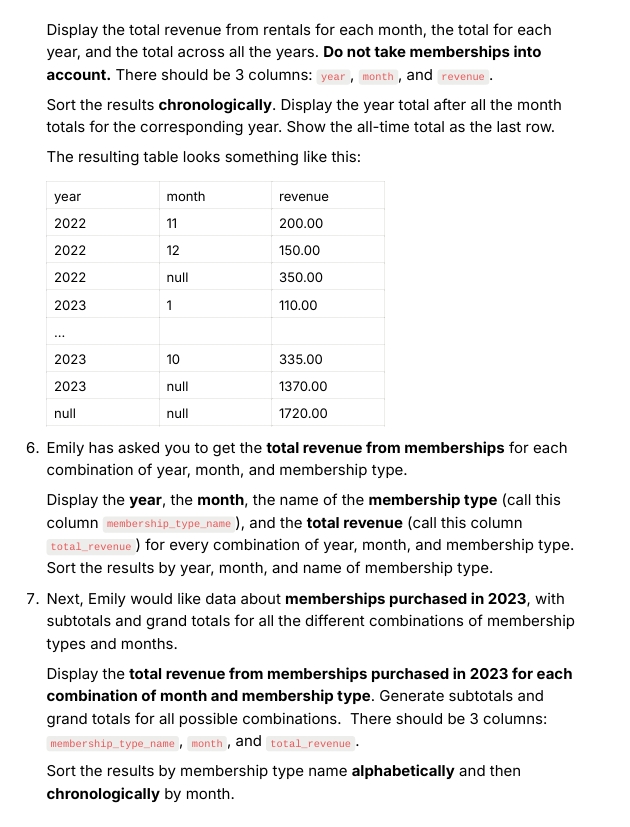 Display the total revenue from rentals for each month, the total for each
year, and the total across all the years. Do not take memberships into
account. There should be 3 columns: year , month , and revenue .
Sort the results chronologically. Display the year total after all the month
totals for the corresponding year. Show the all-time total as the last row.
The resulting table looks something like this:
year month revenue
2022 11 200.00
2022 12 150.00
2022 null 350.00
2023 1 110.00
...
2023 10 335.00
2023 null 1370.00
null null 1720.00
6. Emily has asked you to get the total revenue from memberships for each
combination of year, month, and membership type.
Display the year, the month, the name of the membership type (call this
column membership_type_name ), and the total revenue (call this column
total_revenue ) for every combination of year, month, and membership type.
Sort the results by year, month, and name of membership type.
7. Next, Emily would like data about memberships purchased in 2023, with
subtotals and grand totals for all the different combinations of membership
types and months.
Display the total revenue from memberships purchased in 2023 for each
combination of month and membership type. Generate subtotals and
grand totals for all possible combinations. There should be 3 columns:
membership_type_name , month , and total_revenue .
Sort the results by membership type name alphabetically and then
chronologically by month.